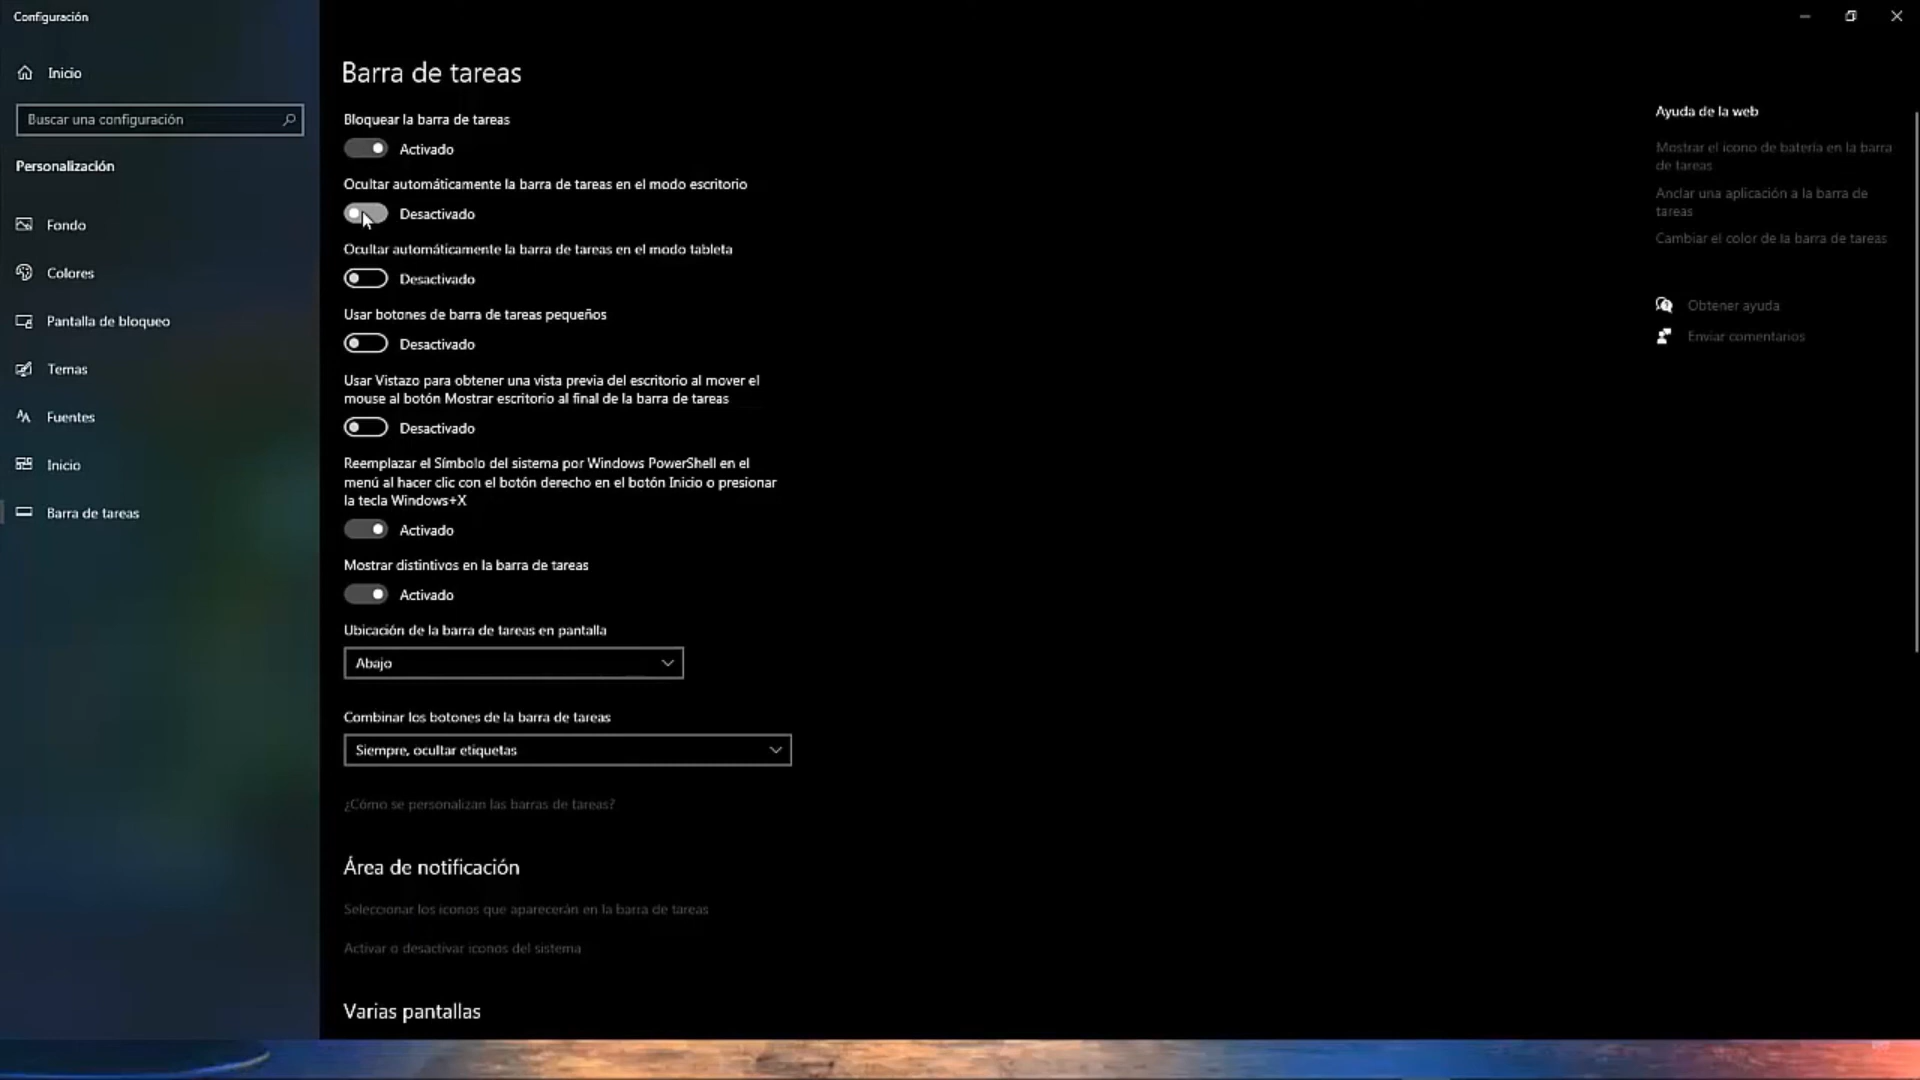 Configuración
Inicio
Buscar una configuración
Personalización
Fondo
Colores
Pantalla de bloqueo
Temas
Fuentes
Inicio
Barra de tareas
Barra de tareas
Bloquear la barra de tareas
Activado
Ocultar automáticamente la barra de tareas en el modo escritorio
Desactivado
Ocultar automáticamente la barra de tareas en el modo tableta
Desactivado
Usar botones de barra de tareas pequeños
Desactivado
Usar Vistazo para obtener una vista previa del escritorio al mover el
mouse al botón Mostrar escritorio al final de la barra de tareas
Desactivado
Reemplazar el Símbolo del sistema por Windows PowerShell en el
menú al hacer clic con el botón derecho en el botón Inicio o presionar
la tecla Windows+X
Activado
Mostrar distintivos en la barra de tareas
Activado
Ubicación de la barra de tareas en pantalla
Abajo
Combinar los botones de la barra de tareas
Siempre, ocultar etiquetas
¿Cómo se personalizan las barras de tareas?
Área de notificación
Seleccionar los iconos que aparecerán en la barra de tareas
Activar o desactivar iconos del sistema
Varias pantallas
Ayuda de la web
Mostrar el icono de batería en la barra
de tareas
Anclar una aplicación a la barra de
tareas
Cambiar el color de la barra de tareas
Obtener ayuda
Enviar comentarios